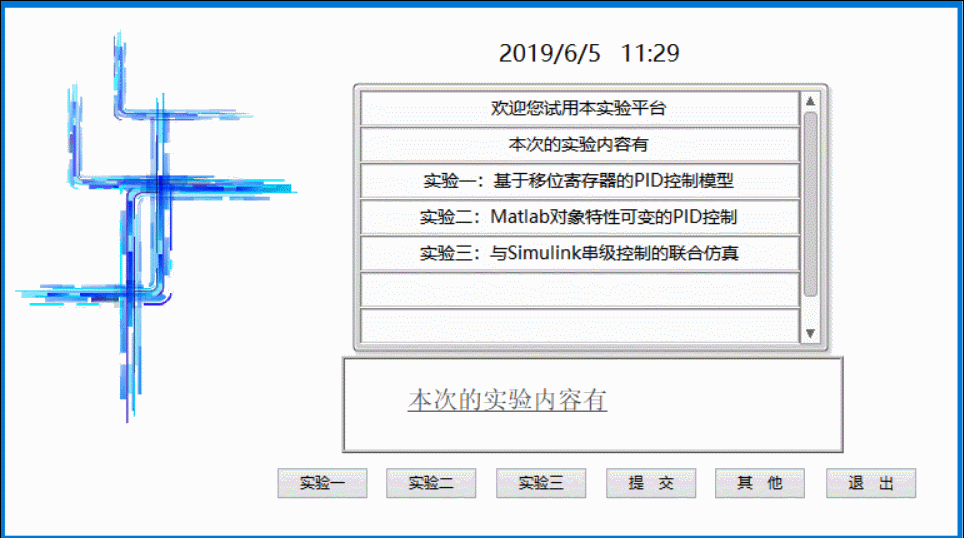 2019/6/5 11:29
欢迎您试用本实验平台
本次的实验内容有
实验一：基于移位寄存器的PID控制模型
实验二：Matlab对象特性可变的PID控制
实验三：与Simulink串级控制的联合仿真
本次的实验内容有
实验一 实验二 实验三 提 交 其 他 退 出